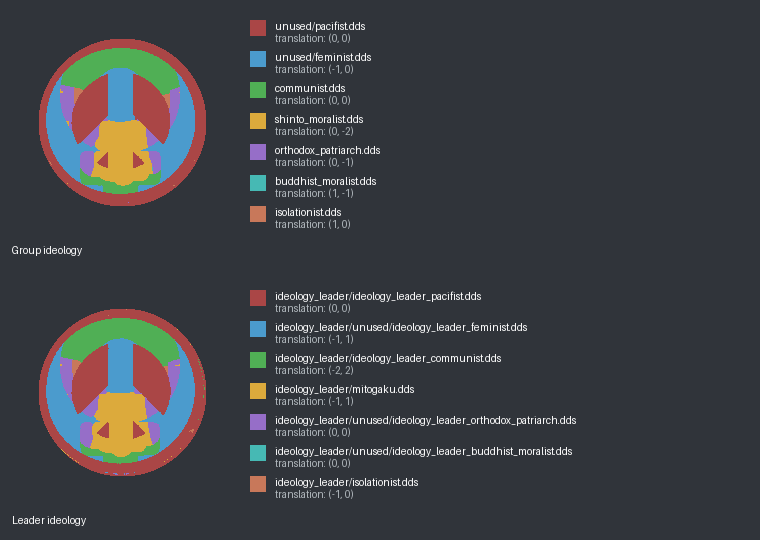 unused/pacifist.dds
translation: (0, 0)
unused/feminist.dds
translation: (-1, 0)
communist.dds
translation: (0, 0)
shinto_moralist.dds
translation: (0, -2)
orthodox_patriarch.dds
translation: (0, -1)
buddhist_moralist.dds
translation: (1, -1)
isolationist.dds
translation: (1, 0)
Group ideology
ideology_leader/ideology_leader_pacifist.dds
translation: (0, 0)
ideology_leader/unused/ideology_leader_feminist.dds
translation: (-1, 1)
ideology_leader/ideology_leader_communist.dds
translation: (-2, 2)
ideology_leader/mitogaku.dds
translation: (-1, 1)
ideology_leader/unused/ideology_leader_orthodox_patriarch.dds
translation: (0, 0)
ideology_leader/unused/ideology_leader_buddhist_moralist.dds
translation: (0, 0)
ideology_leader/isolationist.dds
translation: (-1, 0)
Leader ideology